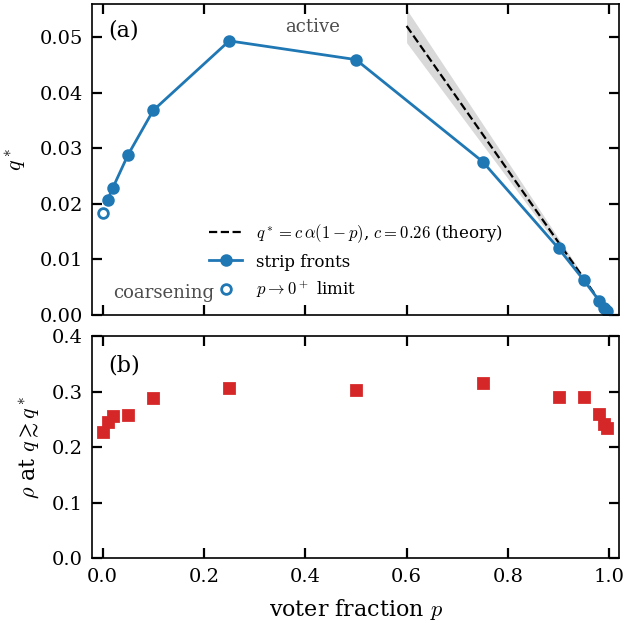 (a)
active
0.05
0.04
0.03
0.02
0.01
0.00
q*
q* = c α(1−p), c = 0.26 (theory)
strip fronts
p → 0⁺ limit
coarsening
(b)
0.4
0.3
0.2
0.1
0.0
ρ at q ≳ q*
0.0 0.2 0.4 0.6 0.8 1.0
voter fraction p